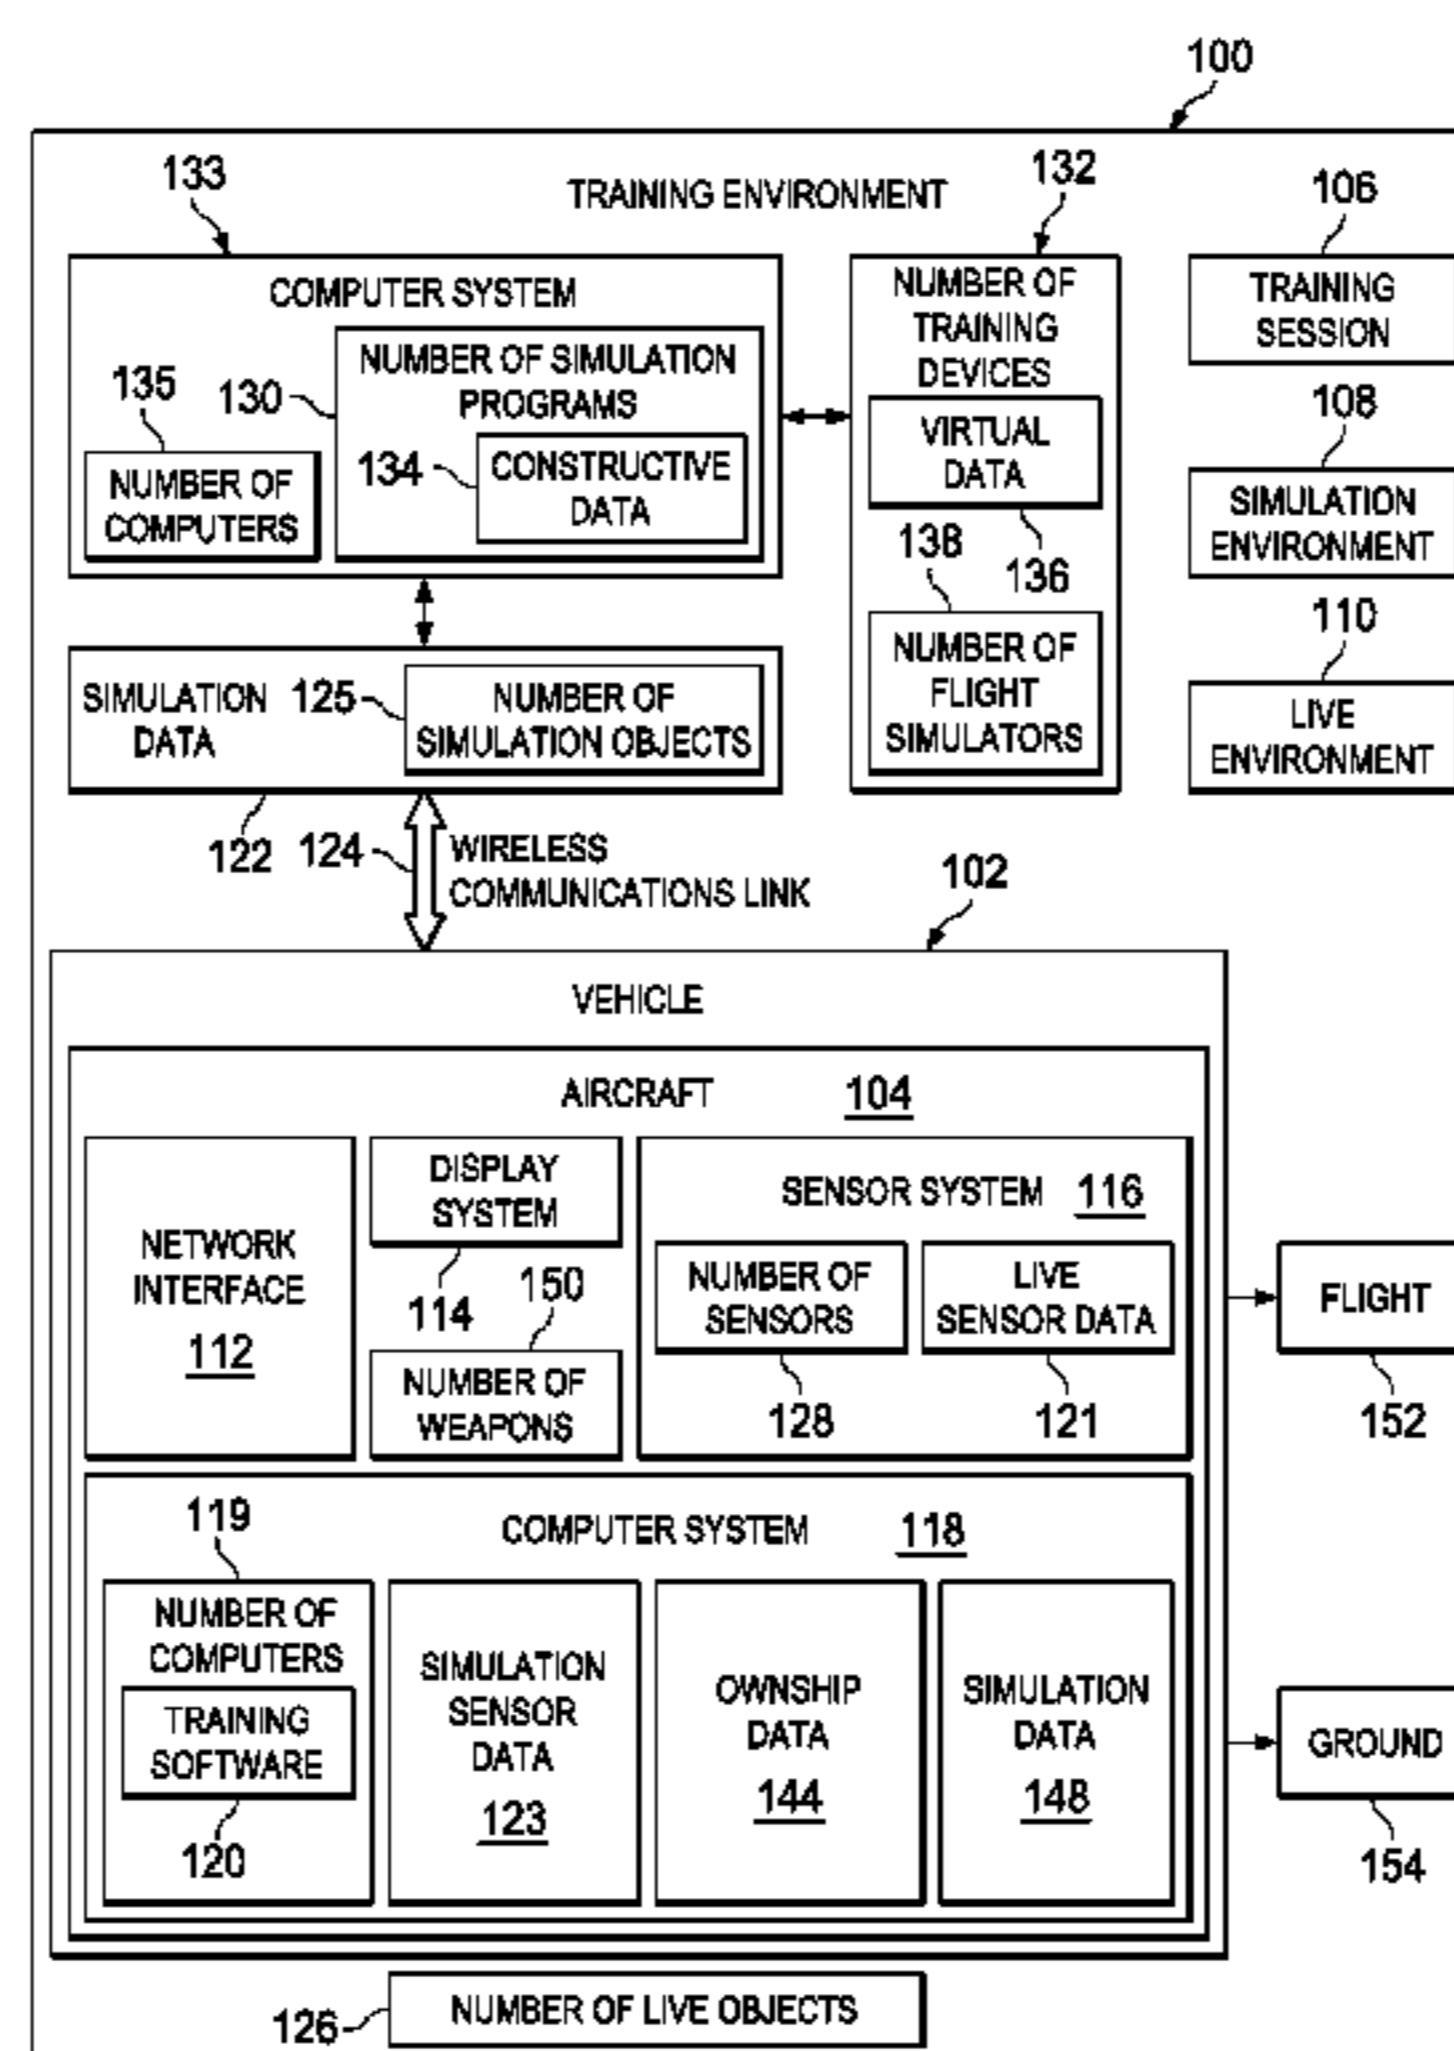 100
TRAINING ENVIRONMENT
133
132
106
COMPUTER SYSTEM
NUMBER OF
TRAINING
DEVICES
TRAINING
SESSION
135
130
NUMBER OF SIMULATION
PROGRAMS
134
CONSTRUCTIVE
DATA
NUMBER OF
COMPUTERS
VIRTUAL
DATA
136
138
NUMBER OF
FLIGHT
SIMULATORS
108
SIMULATION
ENVIRONMENT
110
LIVE
ENVIRONMENT
SIMULATION
DATA
125
NUMBER OF
SIMULATION OBJECTS
122
124
WIRELESS
COMMUNICATIONS LINK
102
VEHICLE
AIRCRAFT 104
NETWORK
INTERFACE
112
DISPLAY
SYSTEM
114
150
NUMBER OF
WEAPONS
SENSOR SYSTEM 116
NUMBER OF
SENSORS
128
LIVE
SENSOR DATA
121
FLIGHT
152
119
COMPUTER SYSTEM 118
NUMBER OF
COMPUTERS
TRAINING
SOFTWARE
120
SIMULATION
SENSOR
DATA
123
OWNSHIP
DATA
144
SIMULATION
DATA
148
GROUND
154
126
NUMBER OF LIVE OBJECTS